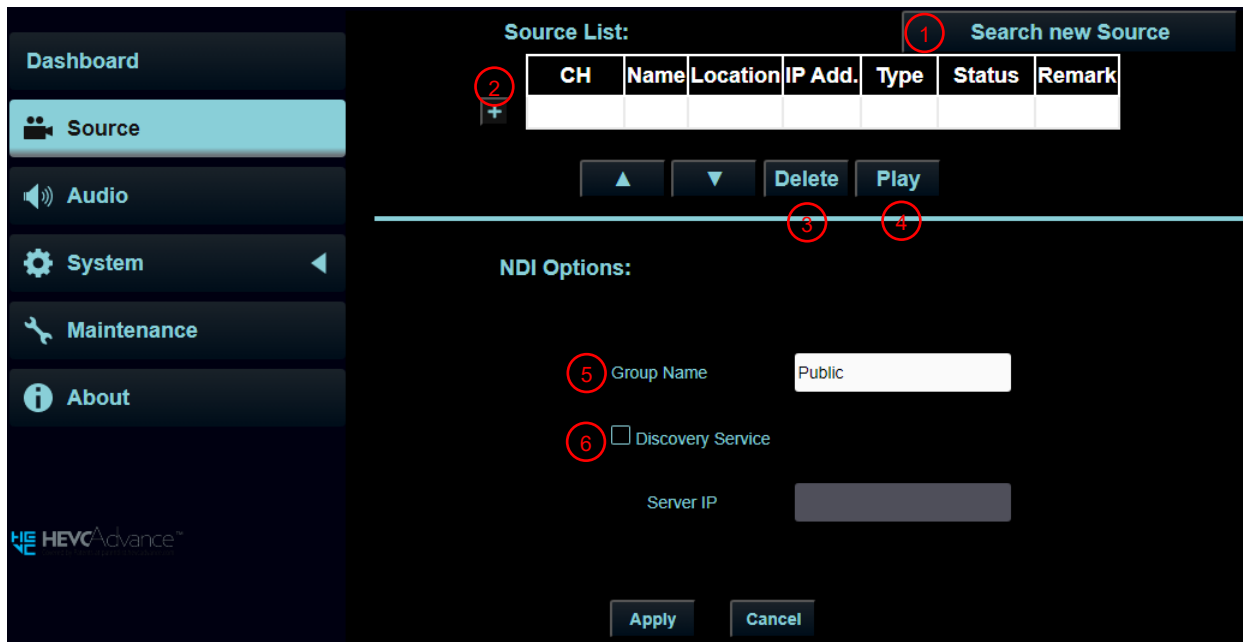 Dashboard
Source
Audio
System
Maintenance
About
HEVCAdvance™
Source List:
1 Search new Source
CH Name Location IP Add. Type Status Remark
2
+
▲ ▼ Delete Play
3 4
NDI Options:
5 Group Name Public
6 Discovery Service
Server IP
Apply Cancel